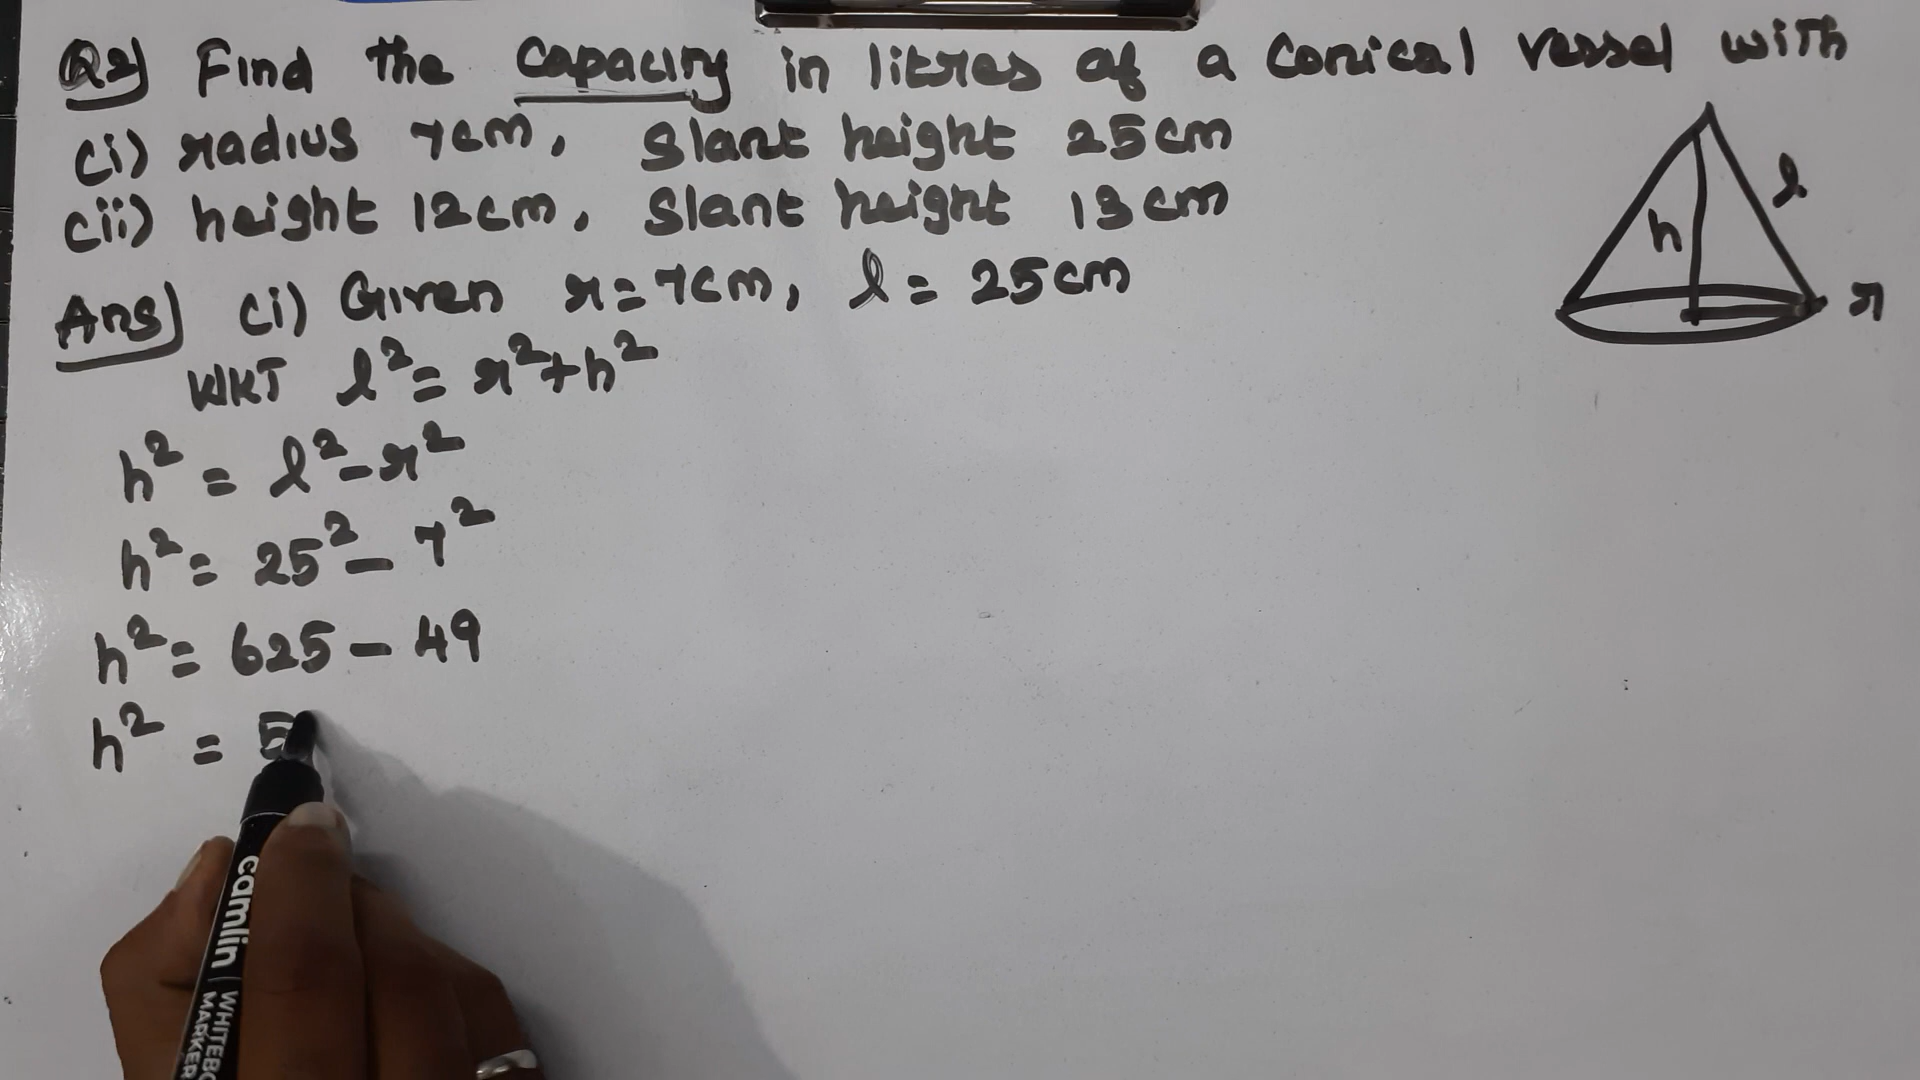 Q2) Find the capacity in litres of a conical vessel with
(i) radius 7cm, slant height 25cm
(ii) height 12cm, slant height 13cm
Ans) (i) Given r=7cm, l = 25cm
WKT l²= r²+h²
h² = l²-r²
h²= 25²- 7²
h²= 625 - 49
h² = 5
h
l
r
camlin WHITEBO
MARKER